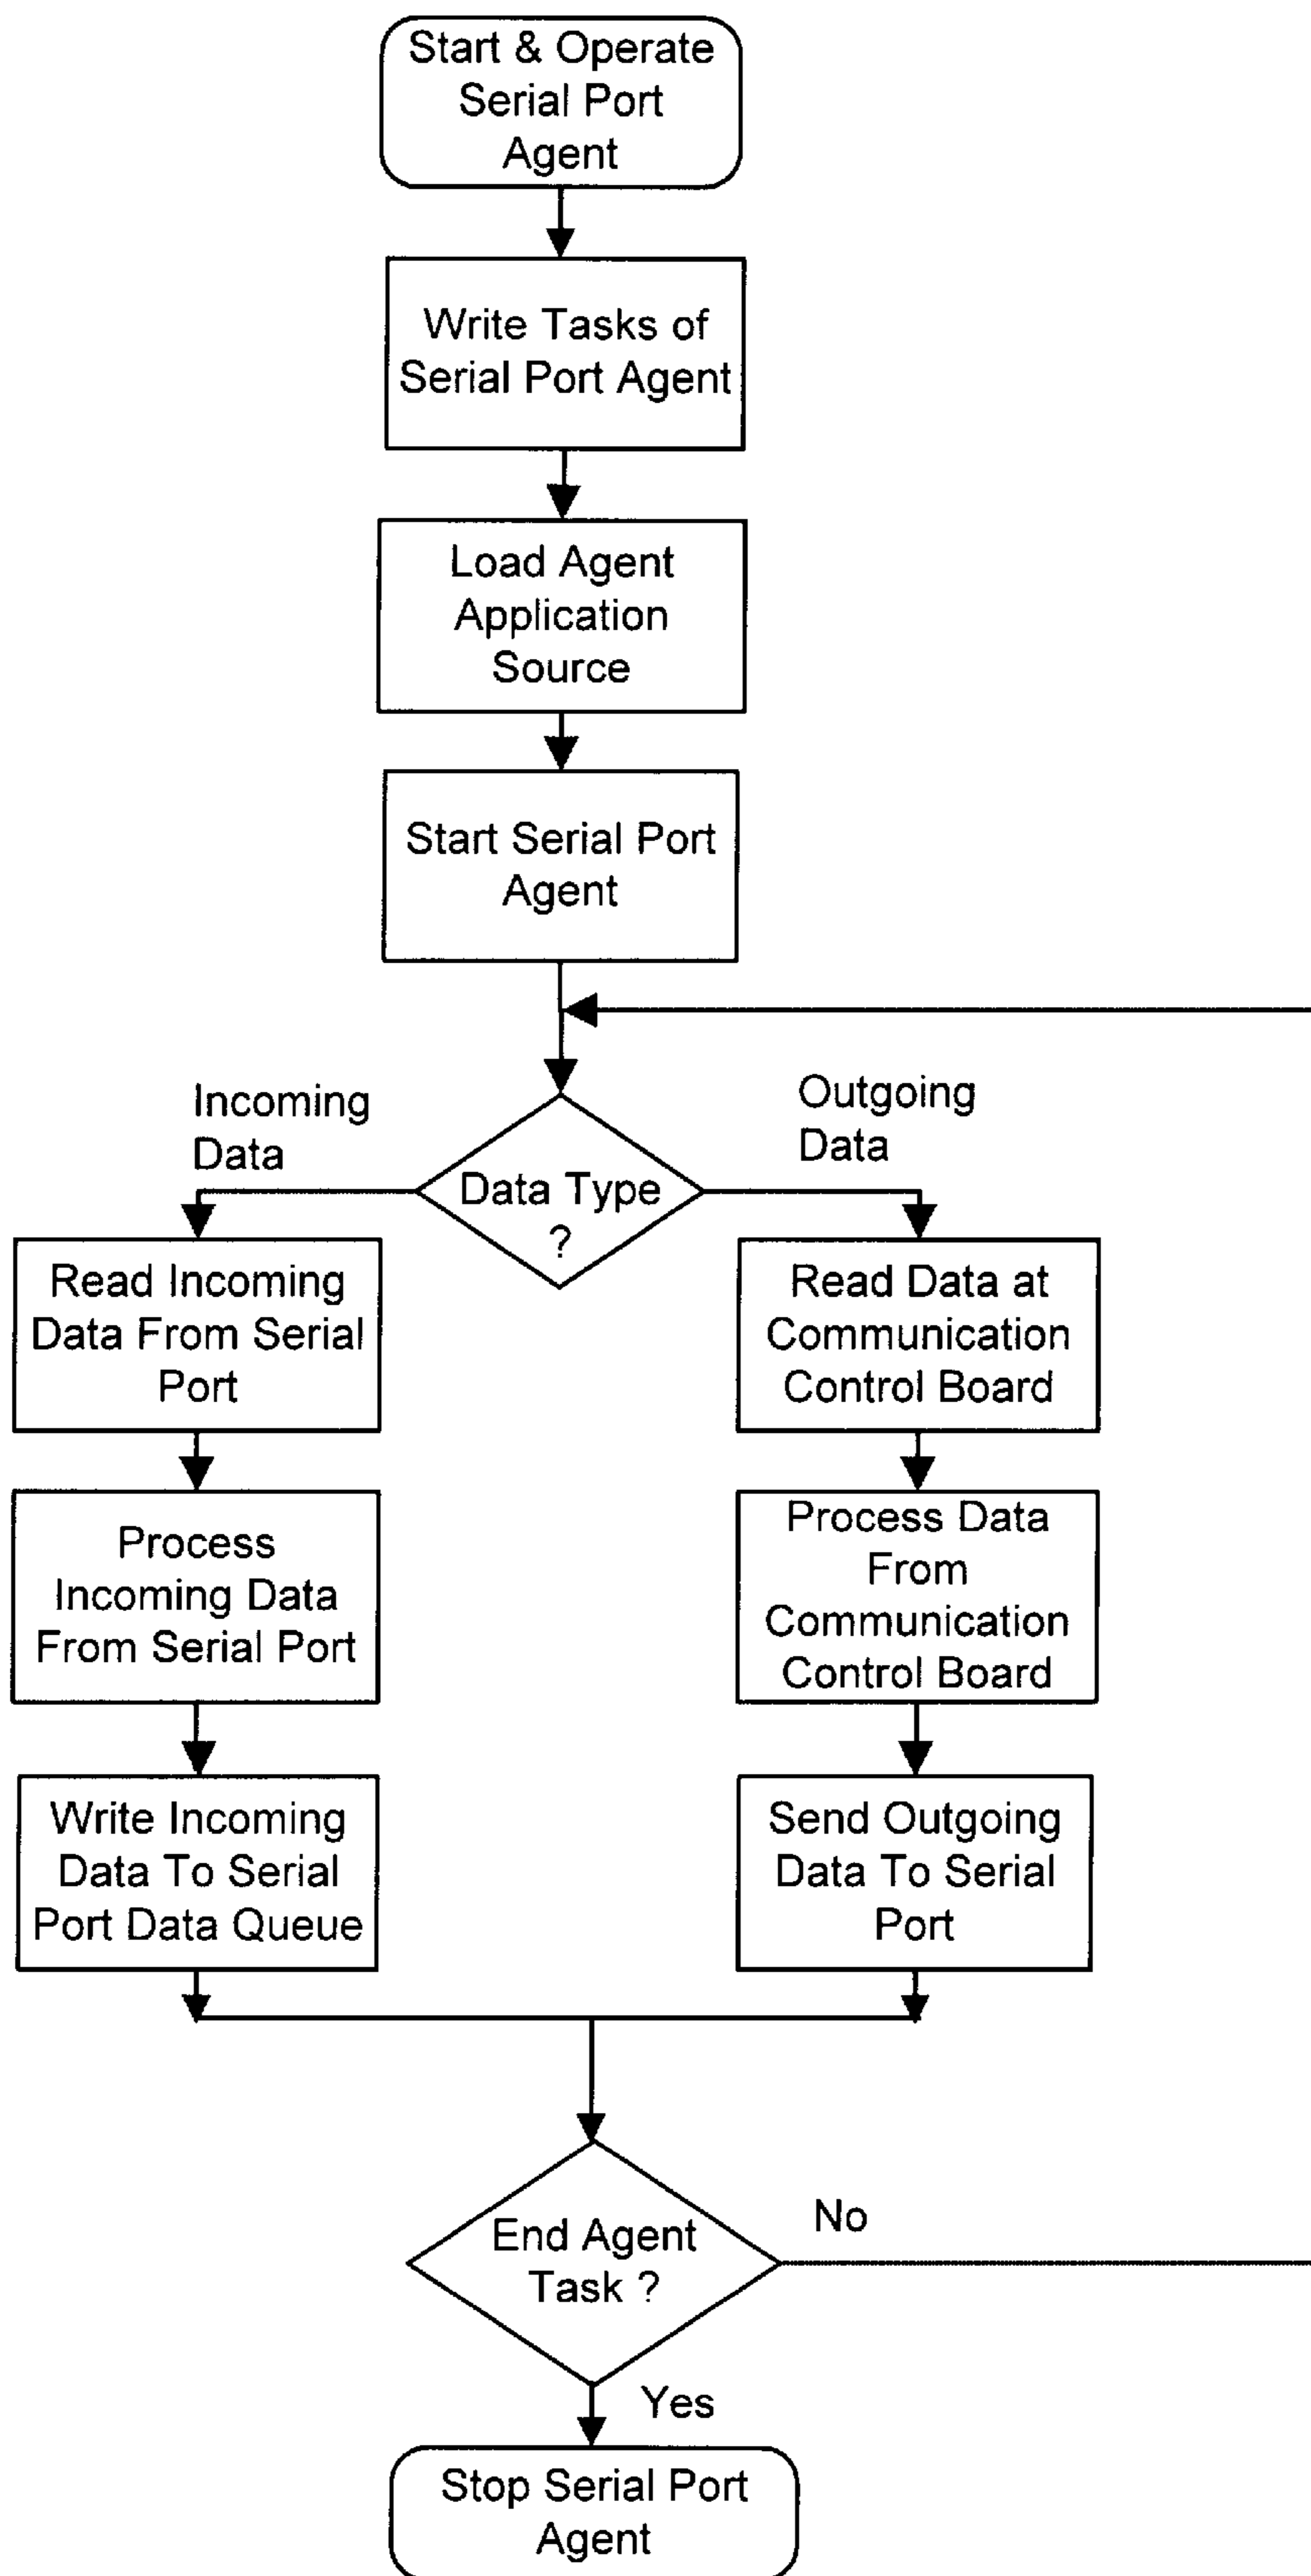 Start & Operate
Serial Port
Agent
Write Tasks of
Serial Port Agent
Load Agent
Application
Source
Start Serial Port
Agent
Incoming
Data
Outgoing
Data
Data Type
?
Read Incoming
Data From Serial
Port
Read Data at
Communication
Control Board
Process
Incoming Data
From Serial Port
Process Data
From
Communication
Control Board
Write Incoming
Data To Serial
Port Data Queue
Send Outgoing
Data To Serial
Port
End Agent
Task ?
No
Yes
Stop Serial Port
Agent